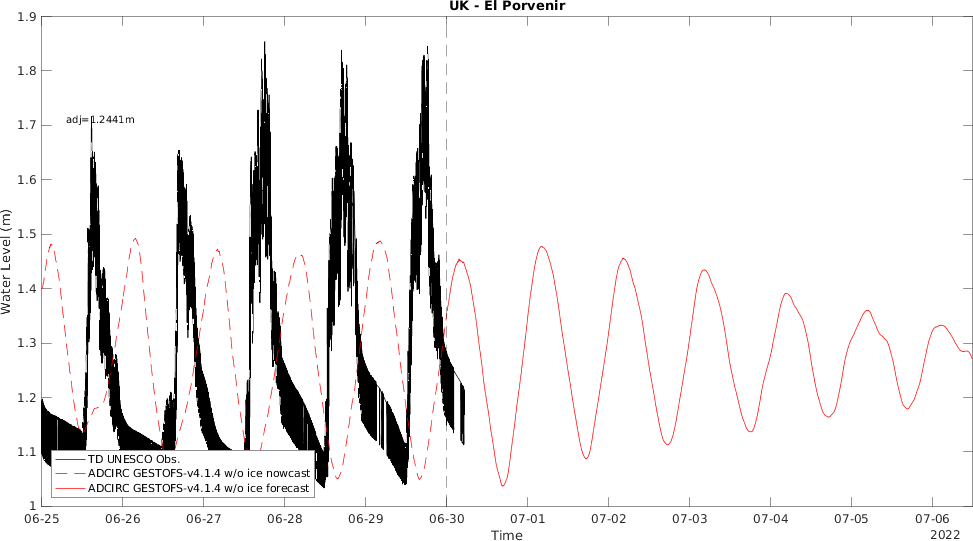 UK - El Porvenir
1.9
1.8
1.7
1.6
1.5
1.4
1.3
1.2
1.1
1
Water Level (m)
adj=1.2441m
TD UNESCO Obs.
ADCIRC GESTOFS-v4.1.4 w/o ice nowcast
ADCIRC GESTOFS-v4.1.4 w/o ice forecast
06-25 06-26 06-27 06-28 06-29 06-30 07-01 07-02 07-03 07-04 07-05 07-06
Time
2022